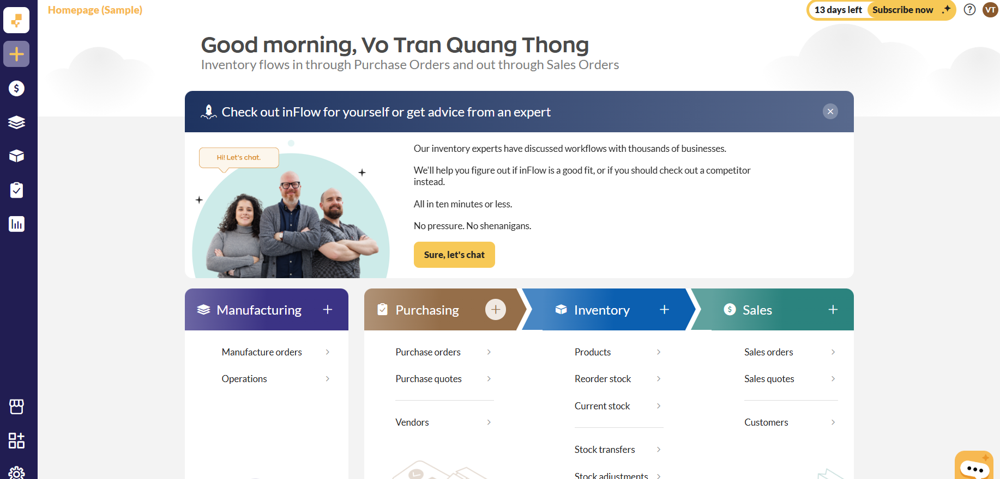 Homepage (Sample)
13 days left
Subscribe now
VT
Good morning, Vo Tran Quang Thong
Inventory flows in through Purchase Orders and out through Sales Orders
Check out inFlow for yourself or get advice from an expert
Hi! Let's chat.
Our inventory experts have discussed workflows with thousands of businesses.
We'll help you figure out if inFlow is a good fit, or if you should check out a competitor
instead.
All in ten minutes or less.
No pressure. No shenanigans.
Sure, let's chat
Manufacturing
Manufacture orders
Operations
Purchasing
Purchase orders
Purchase quotes
Vendors
Inventory
Products
Reorder stock
Current stock
Stock transfers
Stock adjustments
Sales
Sales orders
Sales quotes
Customers